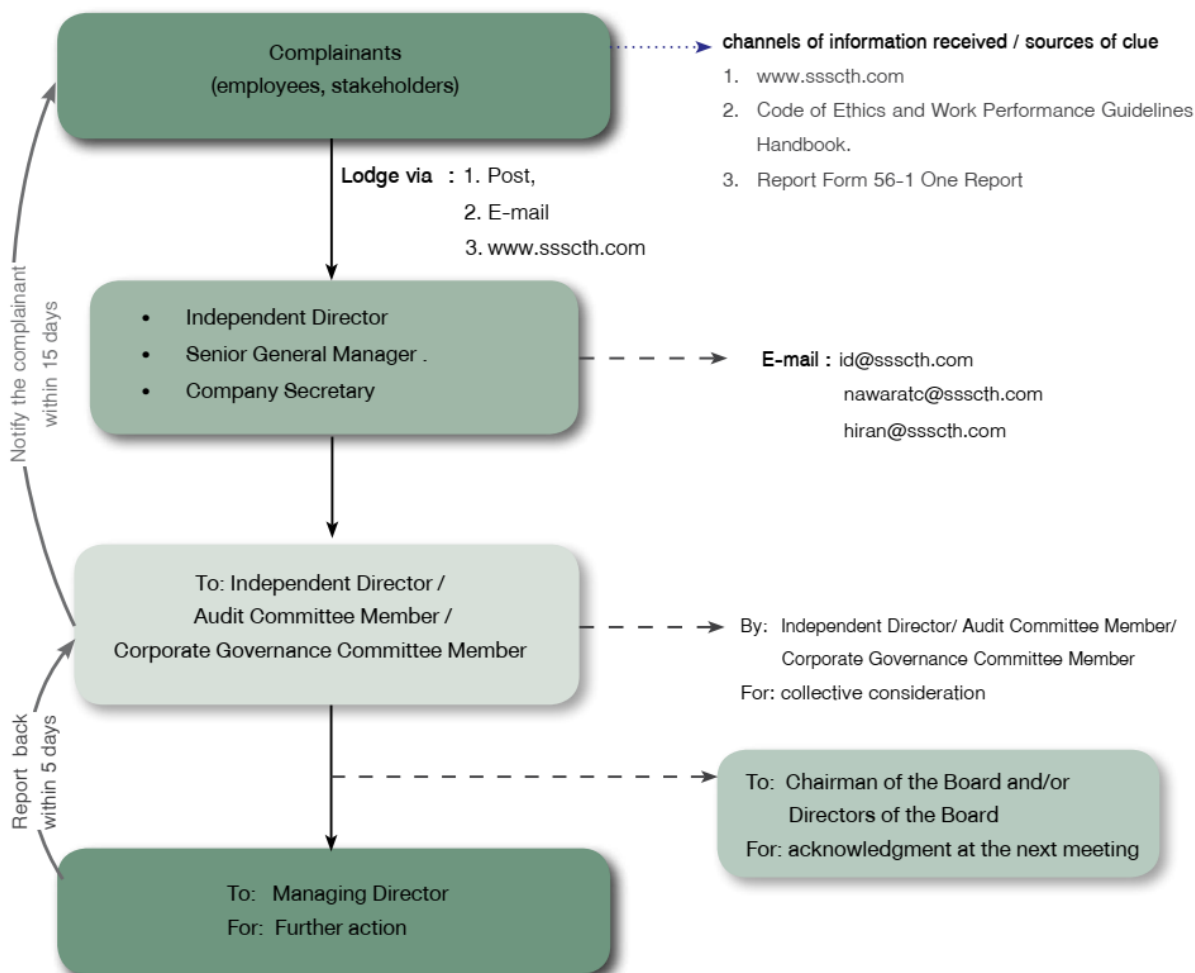 Complainants
(employees, stakeholders)
channels of information received / sources of clue
1. www.ssscth.com
2. Code of Ethics and Work Performance Guidelines
Handbook.
3. Report Form 56-1 One Report
Lodge via : 1. Post,
2. E-mail
3. www.ssscth.com
• Independent Director
• Senior General Manager .
• Company Secretary
E-mail : id@ssscth.com
nawaratc@ssscth.com
hiran@ssscth.com
Notify the complainant
within 15 days
To: Independent Director /
Audit Committee Member /
Corporate Governance Committee Member
By: Independent Director/ Audit Committee Member/
Corporate Governance Committee Member
For: collective consideration
Report back
within 5 days
To: Chairman of the Board and/or
Directors of the Board
For: acknowledgment at the next meeting
To: Managing Director
For: Further action